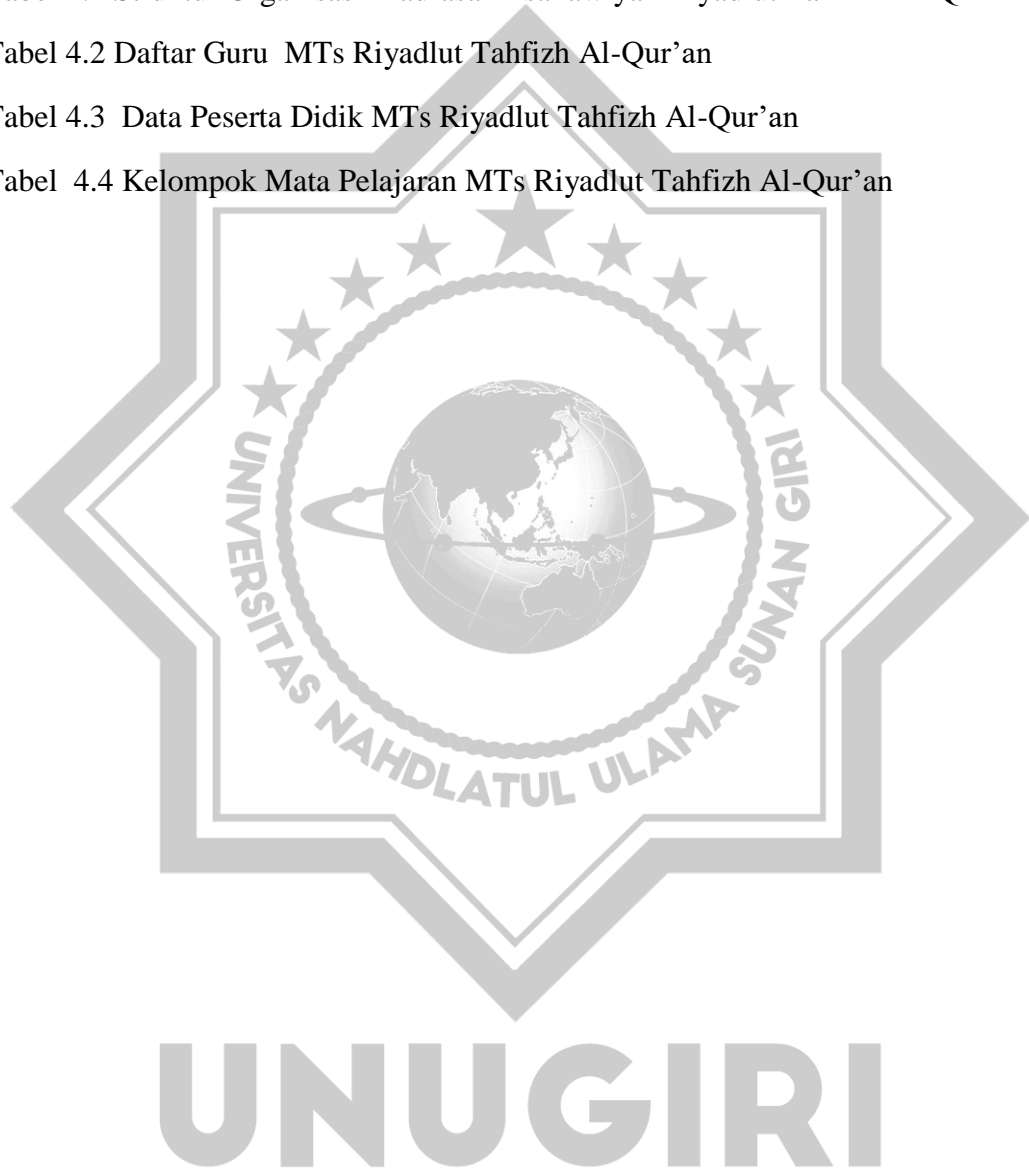 Tabel 4.2 Daftar Guru  MTs Riyadlut Tahfizh Al-Qur’an
Tabel 4.3  Data Peserta Didik MTs Riyadlut Tahfizh Al-Qur’an
Tabel  4.4 Kelompok Mata Pelajaran MTs Riyadlut Tahfizh Al-Qur’an
UNIVERSITAS NAHDLATUL ULAMA SUNAN GIRI
UNUGIRI